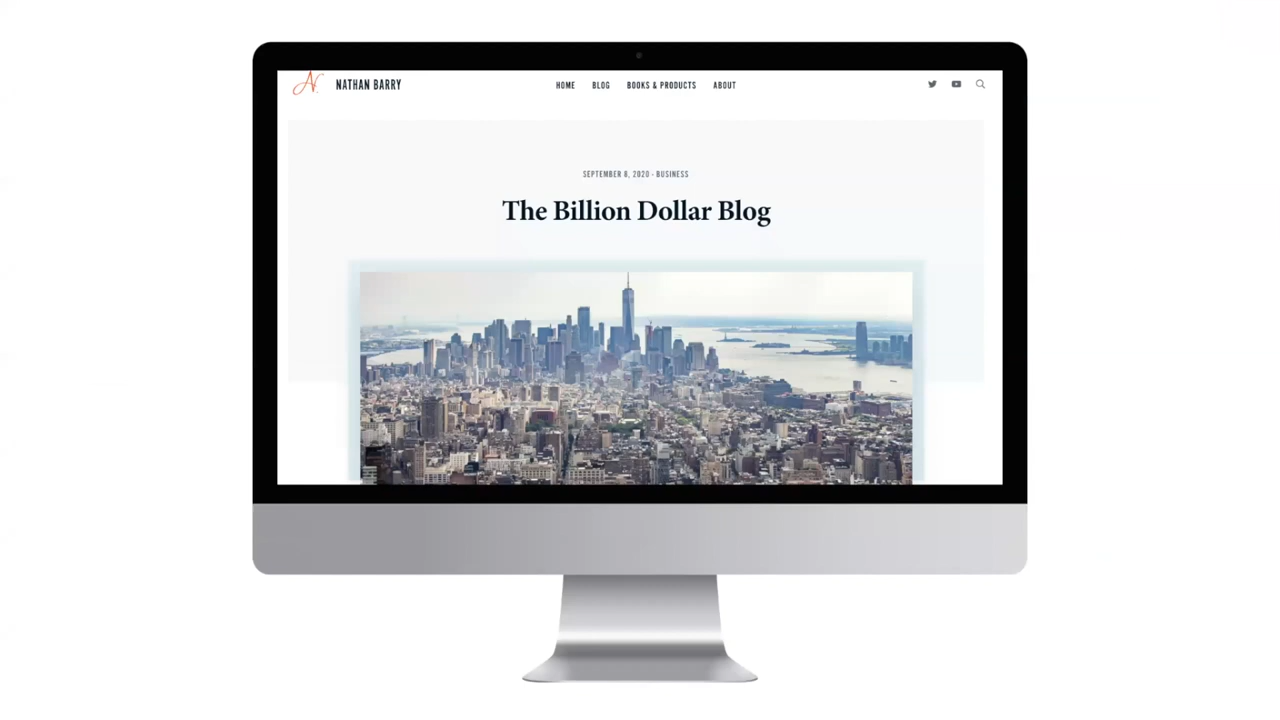 NATHAN BARRY
HOME BLOG BOOKS & PRODUCTS ABOUT
SEPTEMBER 8, 2020 · BUSINESS
The Billion Dollar Blog